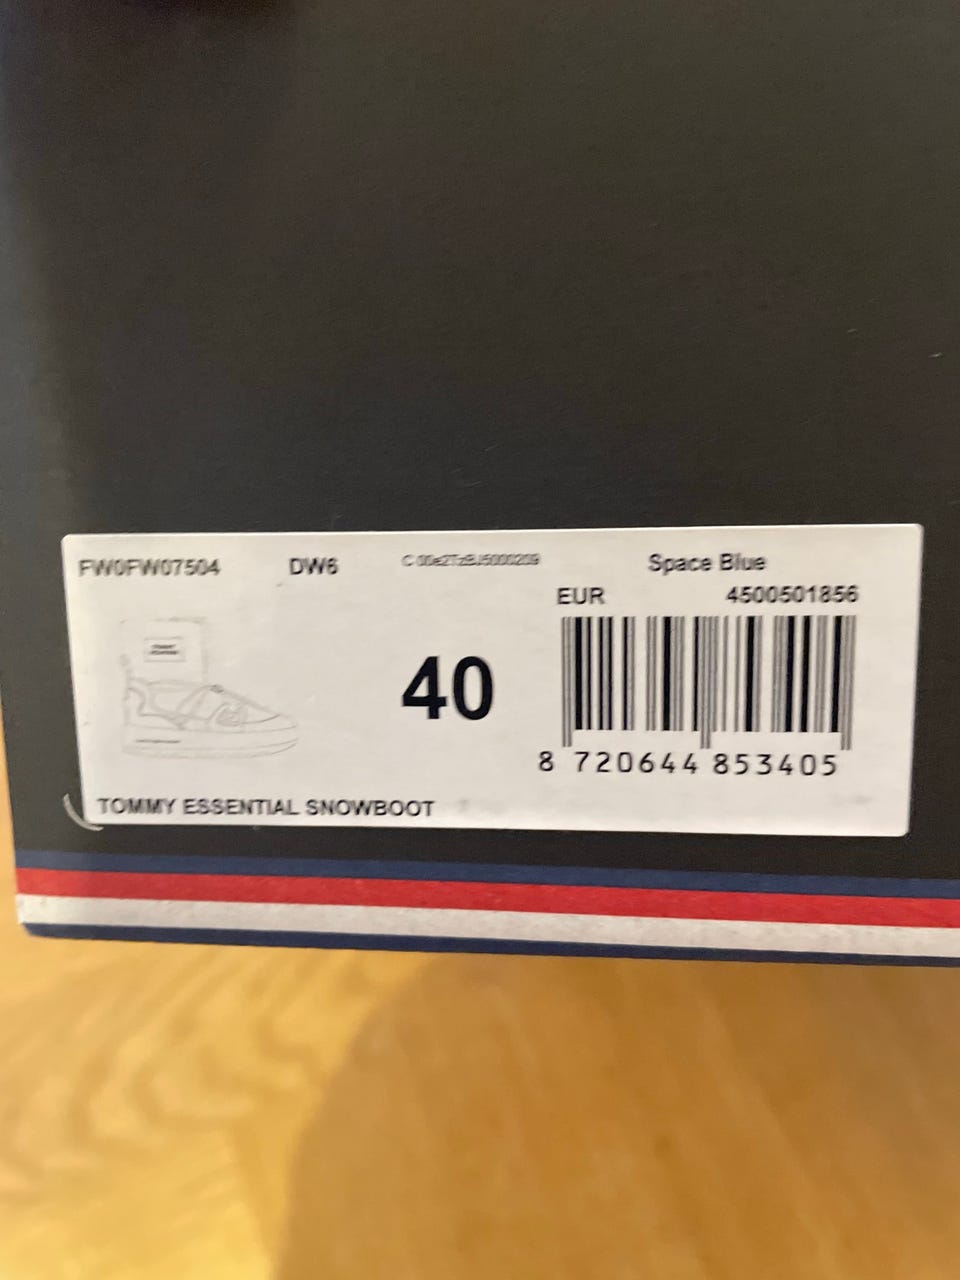 FW0FW07504 DW6 Space Blue
EUR 4500501856
40
8 720644 853405
TOMMY ESSENTIAL SNOWBOOT